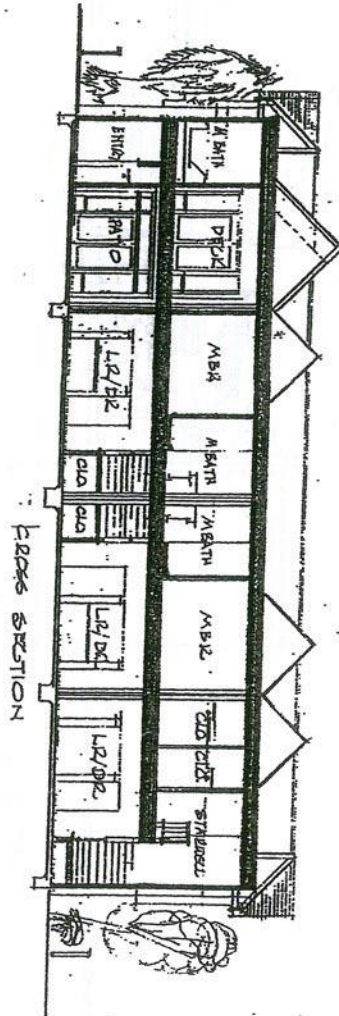 M BATH
DECK
MBR
M BATH
M BATH
MBR
CLO
CLO
STAIRWELL
ENTRY
PATIO
LR/DR
CLO
CLO
LR/DR
LR/DR
CROSS SECTION